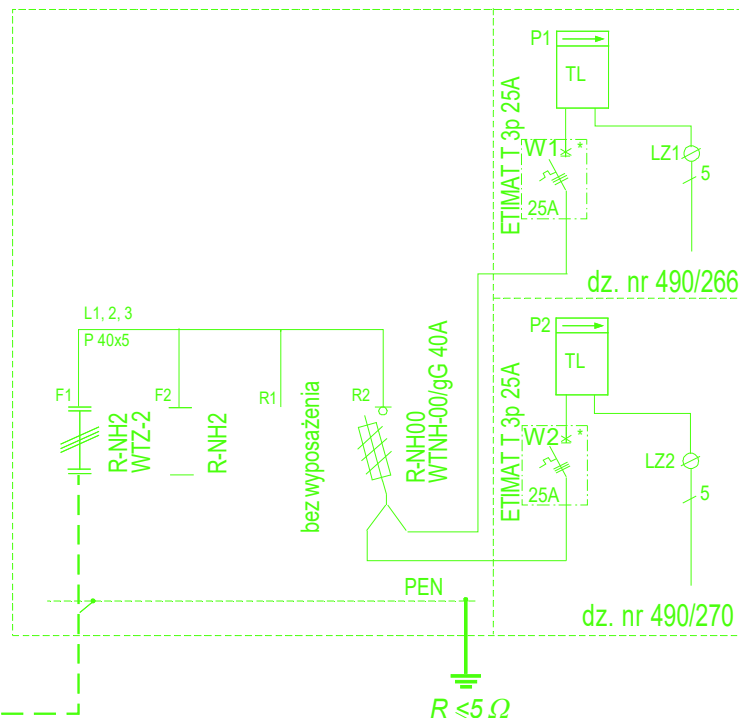 P1
TL
ETIMAT T 3p 25A
W1 *
25A
LZ1
5
dz. nr 490/266
L1, 2, 3
P 40x5
F1
R-NH2
WTZ-2
F2
R-NH2
R1
bez wyposażenia
R2
R-NH00
WTNH-00/gG 40A
P2
TL
ETIMAT T 3p 25A
W2 *
25A
LZ2
5
dz. nr 490/270
PEN
R ≤5 Ω